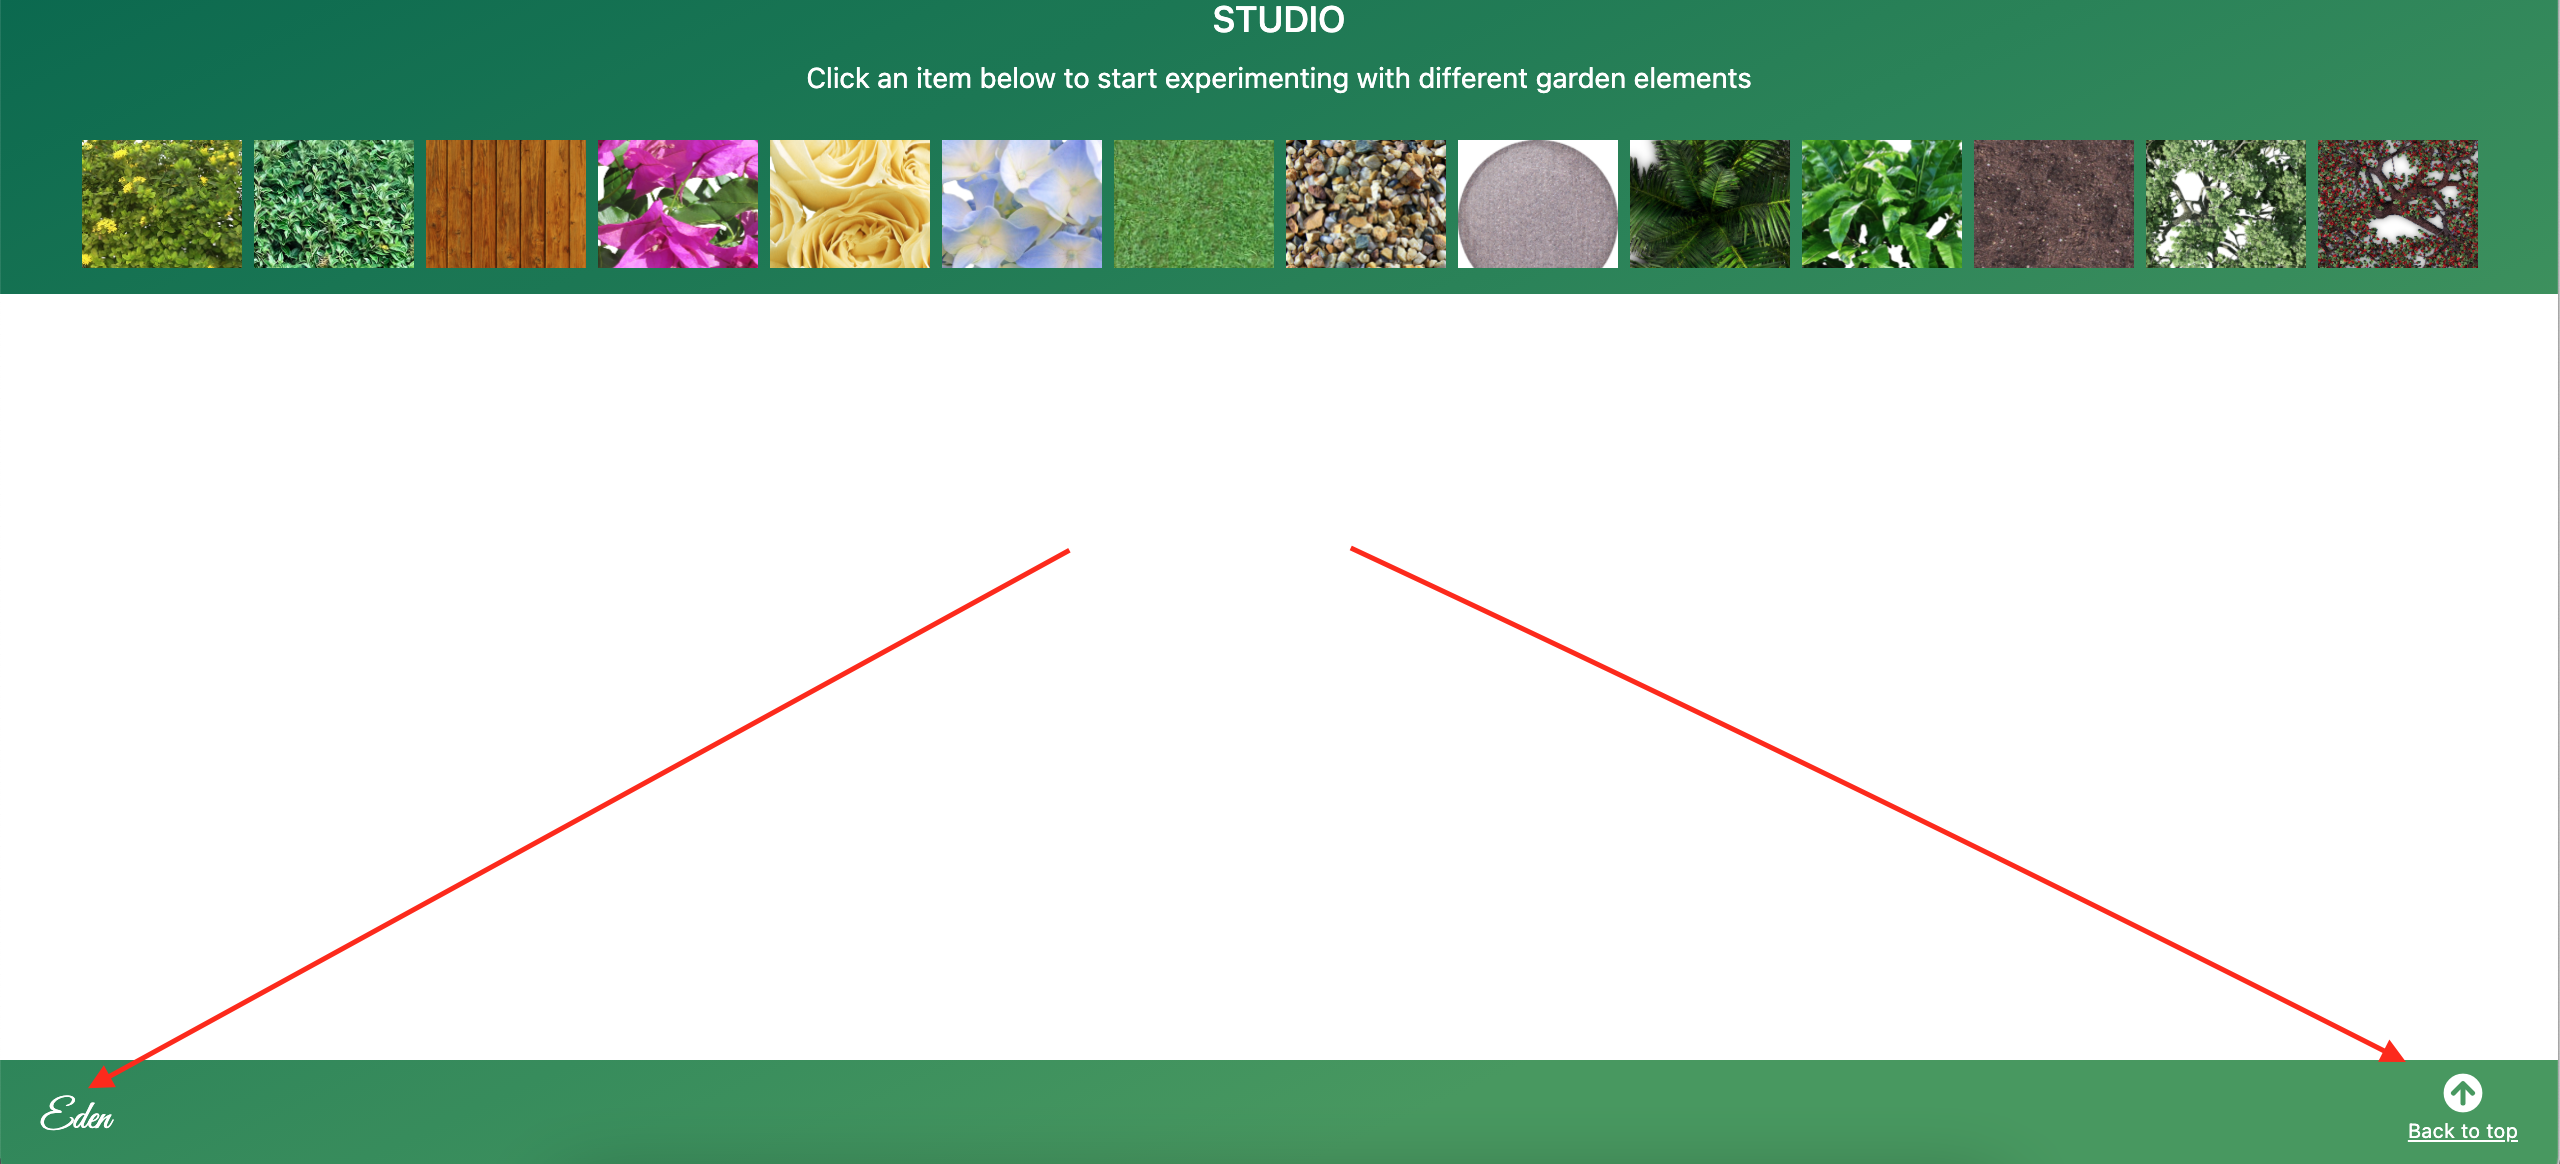 STUDIO
Click an item below to start experimenting with different garden elements
Eden
Back to top